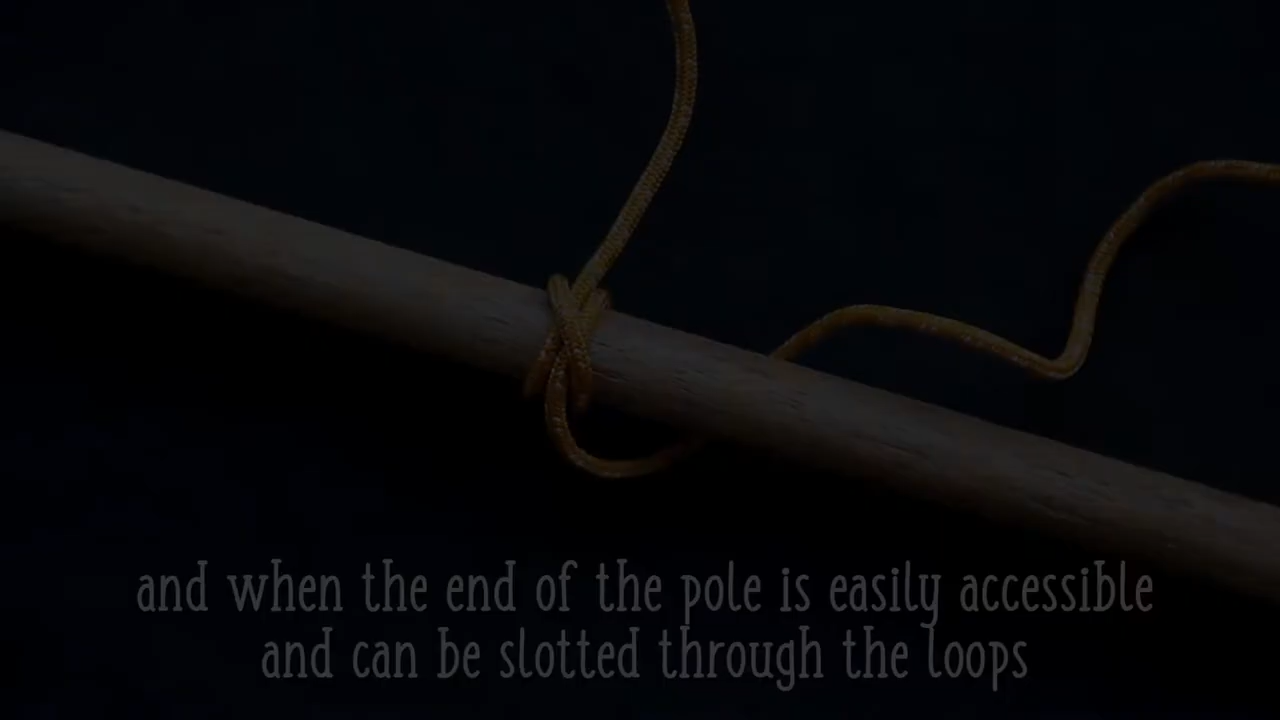 and when the end of the pole is easily accessible
and can be slotted through the loops